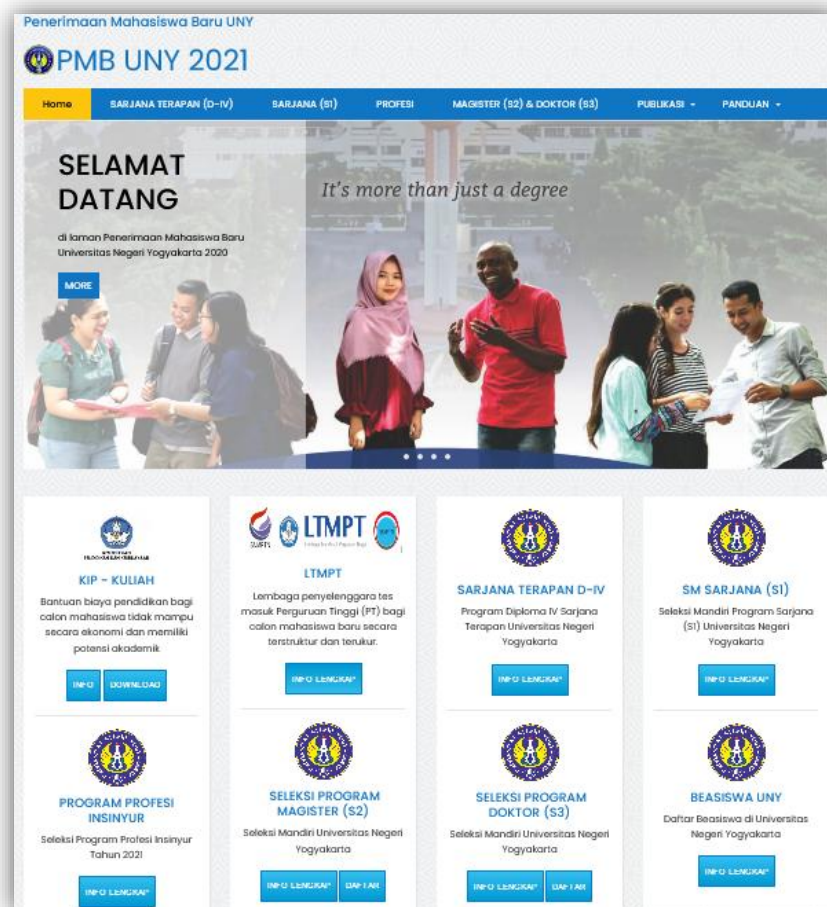 Penerimaan Mahasiswa Baru UNY
PMB UNY 2021
Home SARJANA TERAPAN (D-IV) SARJANA (S1) PROFESI MAGISTER (S2) & DOKTOR (S3) PUBLIKASI PANDUAN
SELAMAT
DATANG
It's more than just a degree
di laman Penerimaan Mahasiswa Baru
Universitas Negeri Yogyakarta 2020
MORE
KIP - KULIAH
Bantuan biaya pendidikan bagi
calon mahasiswa tidak mampu
secara ekonomi dan memiliki
potensi akademik
INFO DOWNLOAD
LTMPT
LTMPT
Lembaga penyelenggara tes
masuk Perguruan Tinggi (PT) bagi
calon mahasiswa baru secara
terstruktur dan terukur.
INFO LENGKAP
SARJANA TERAPAN D-IV
Program Diploma IV Sarjana
Terapan Universitas Negeri
Yogyakarta
INFO LENGKAP
SM SARJANA (S1)
Seleksi Mandiri Program Sarjana
(S1) Universitas Negeri
Yogyakarta
INFO LENGKAP
PROGRAM PROFESI
INSINYUR
Seleksi Program Profesi Insinyur
Tahun 2021
INFO LENGKAP
SELEKSI PROGRAM
MAGISTER (S2)
Seleksi Mandiri Universitas Negeri
Yogyakarta
INFO LENGKAP DAFTAR
SELEKSI PROGRAM
DOKTOR (S3)
Seleksi Mandiri Universitas Negeri
Yogyakarta
INFO LENGKAP DAFTAR
BEASISWA UNY
Daftar Beasiswa di Universitas
Negeri Yogyakarta
INFO LENGKAP